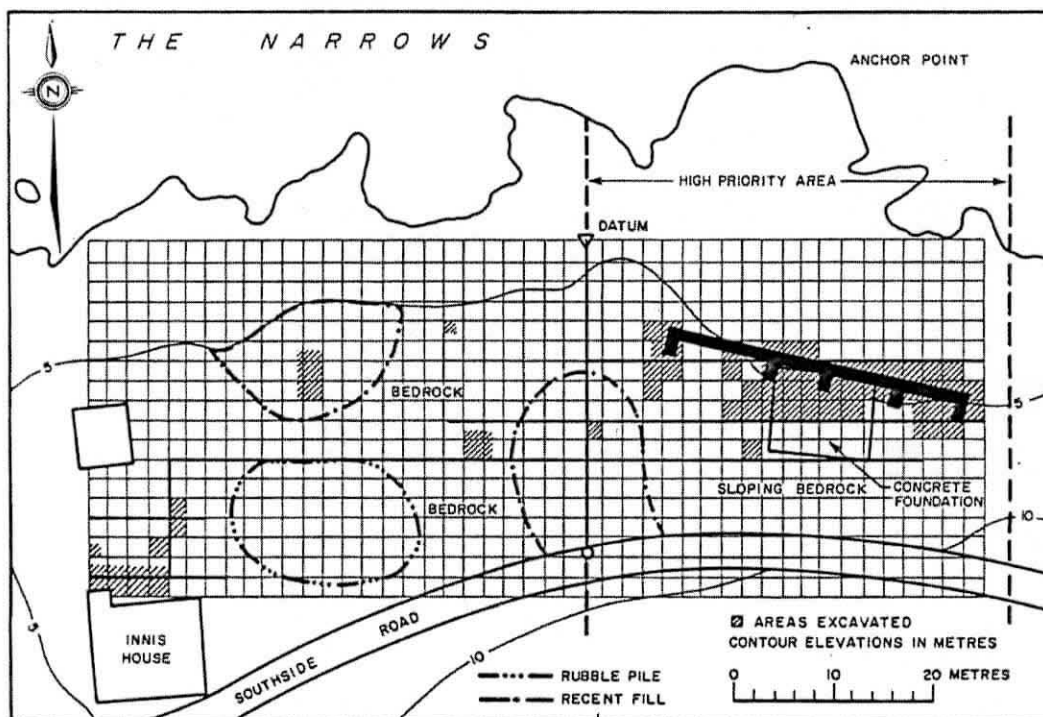 THE NARROWS
N
ANCHOR POINT
HIGH PRIORITY AREA
DATUM
5
BEDROCK
5
BEDROCK
SLOPING BEDROCK
CONCRETE
FOUNDATION
10
5
INNIS
HOUSE
SOUTHSIDE ROAD
10
AREAS EXCAVATED
CONTOUR ELEVATIONS IN METRES
RUBBLE PILE
RECENT FILL
0 10 20 METRES